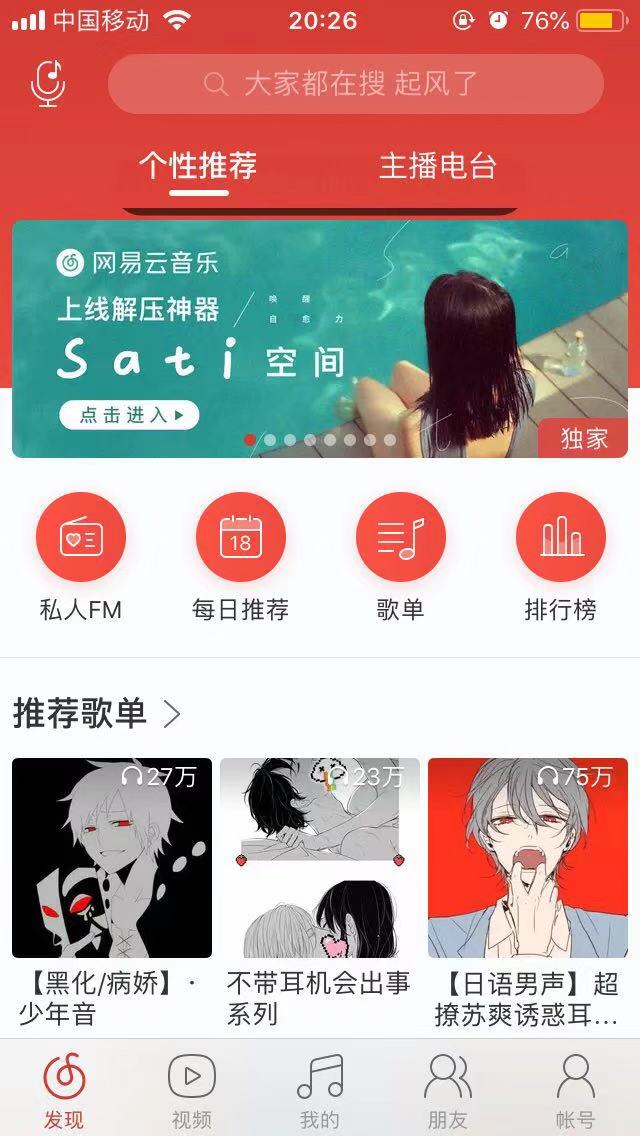 中国移动
20:26
76%
大家都在搜 起风了
个性推荐
主播电台
网易云音乐
上线解压神器
唤醒
自愈力
Sati空间
点击进入
独家
18
私人FM
每日推荐
歌单
排行榜
推荐歌单
27万
23万
75万
【黑化/病娇】·
少年音
不带耳机会出事
系列
【日语男声】超
撩苏爽诱惑耳...
发现
视频
我的
朋友
帐号